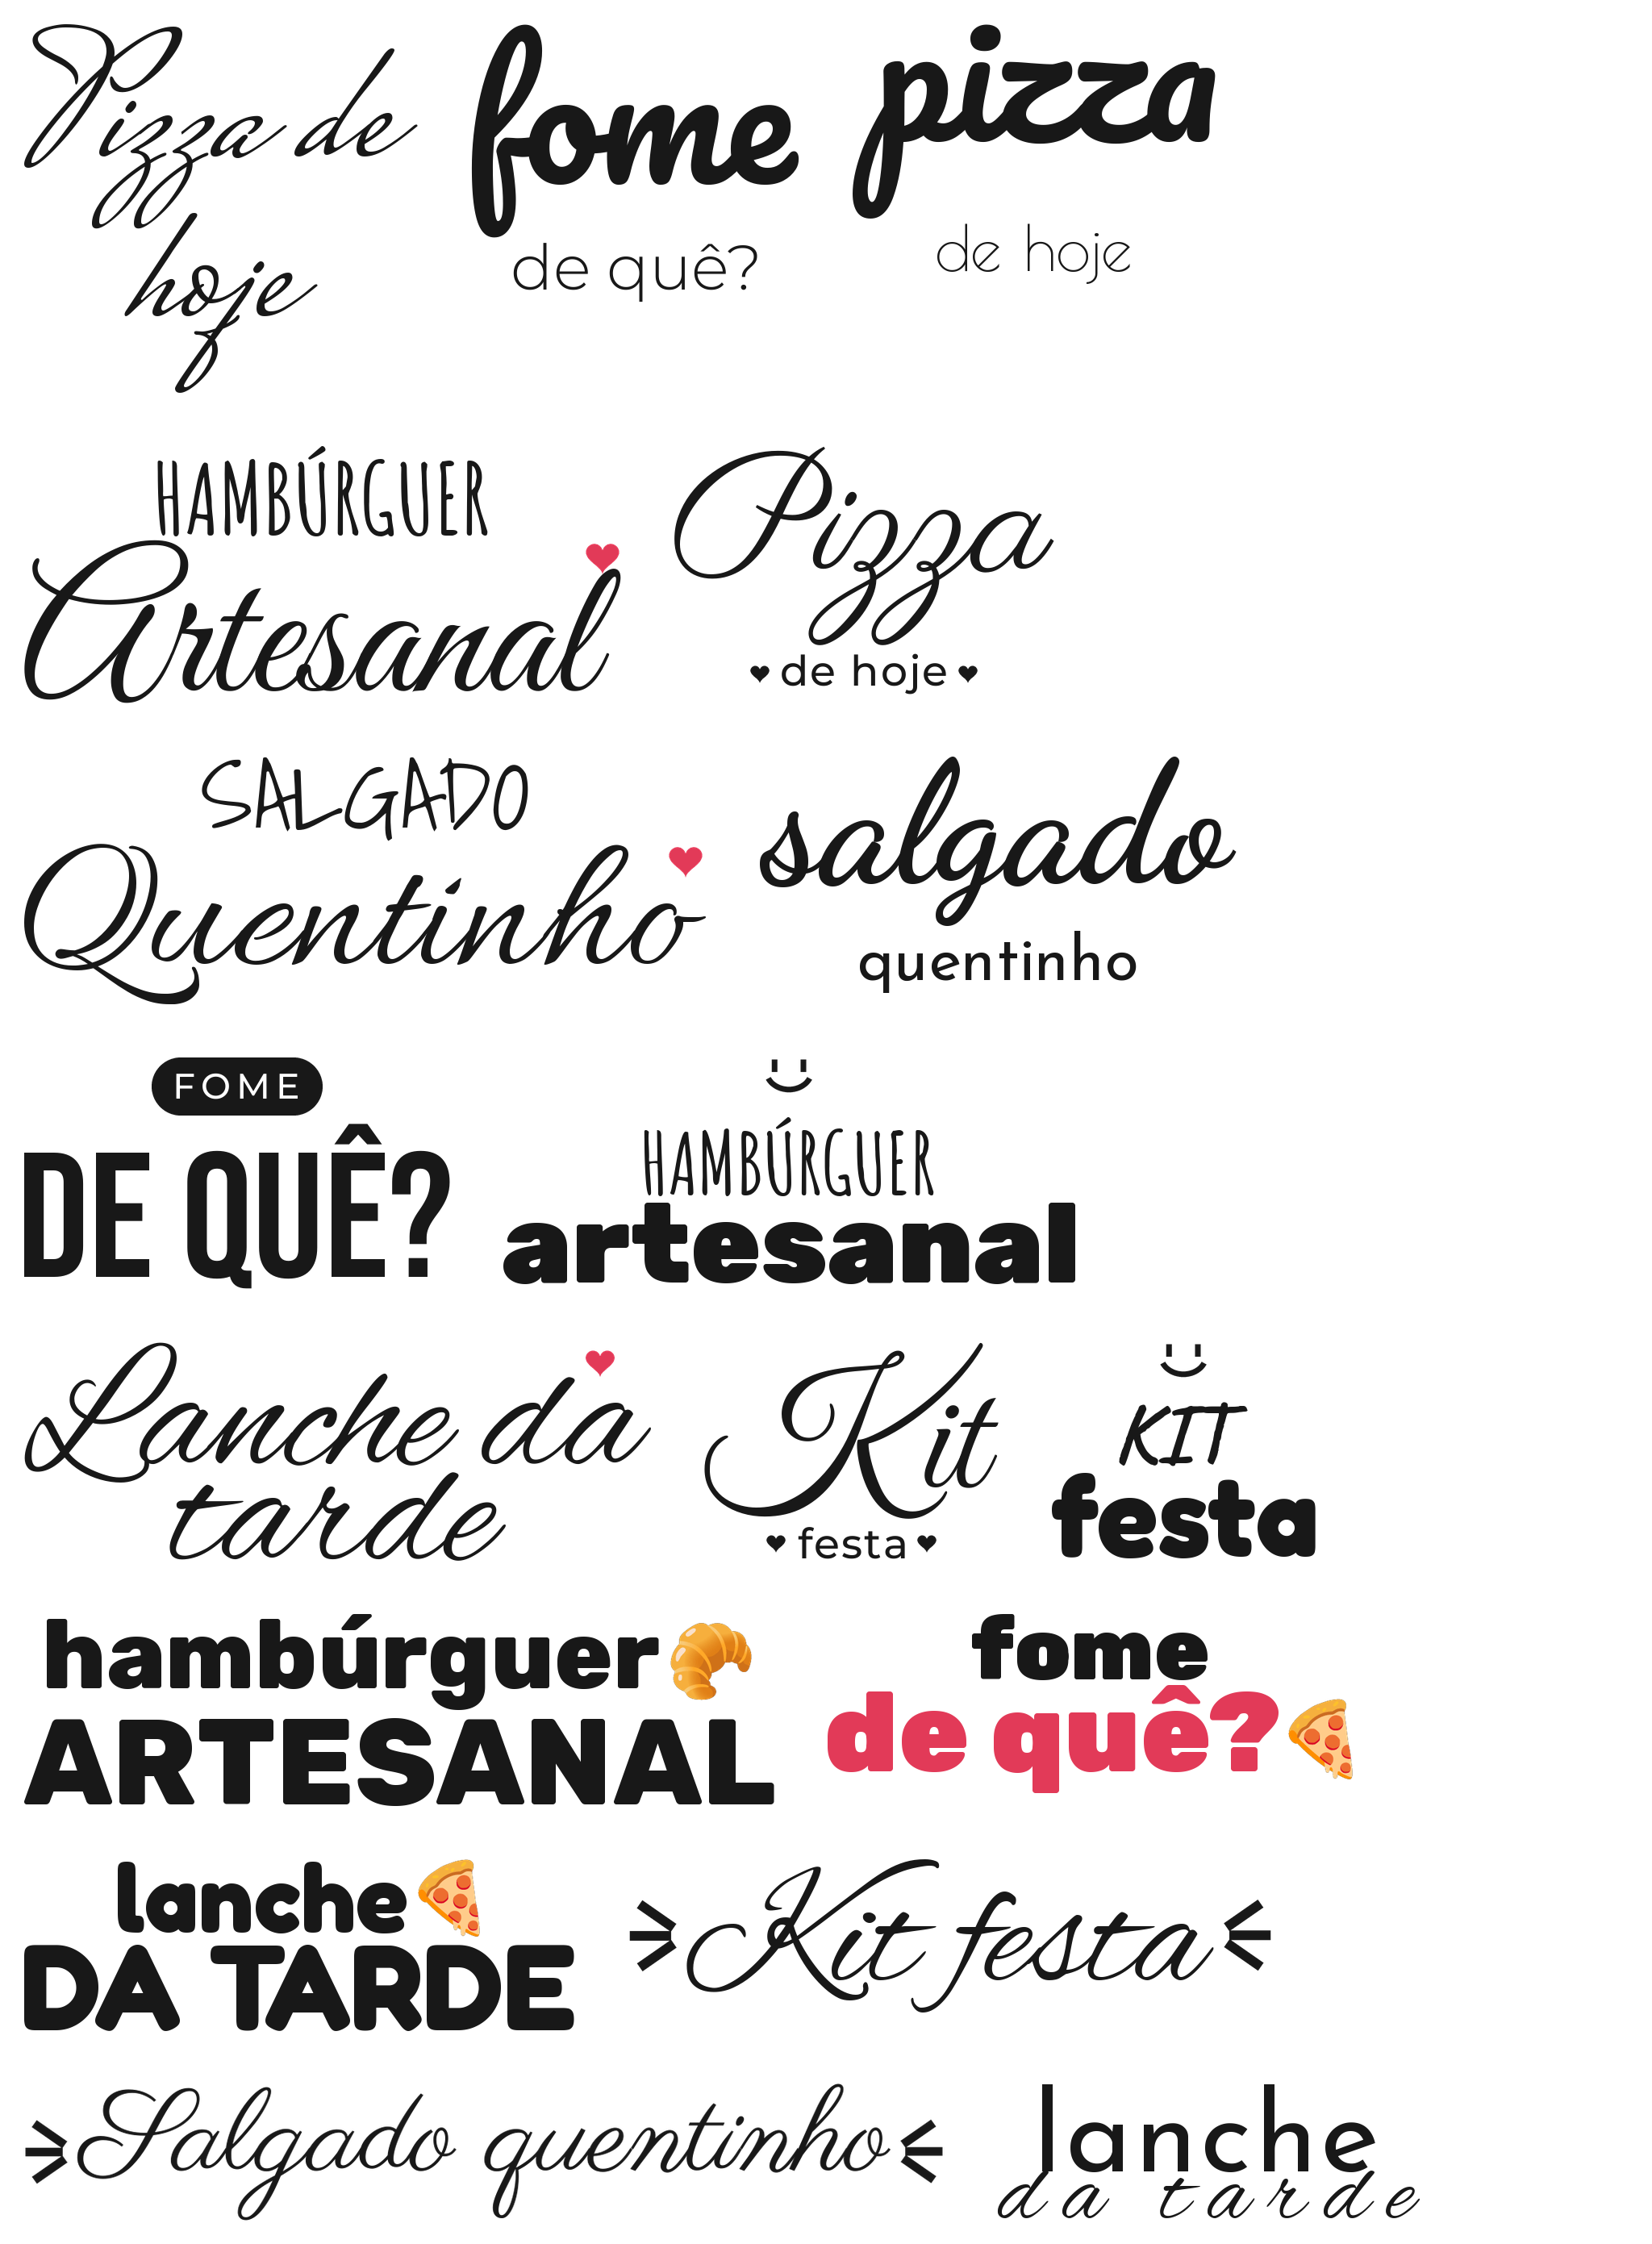 Pizza de
hoje
fome
de quê?
pizza
de hoje
HAMBÚRGUER
Artesanal
Pizza
de hoje
SALGADO
Quentinho
salgado
quentinho
FOME
DE QUÊ?
HAMBÚRGUER
artesanal
Lanche da
tarde
Kit
festa
KIT
festa
hambúrguer
ARTESANAL
fome
de quê?
lanche
DA TARDE
Kit festa
Salgado quentinho
lanche
da tarde